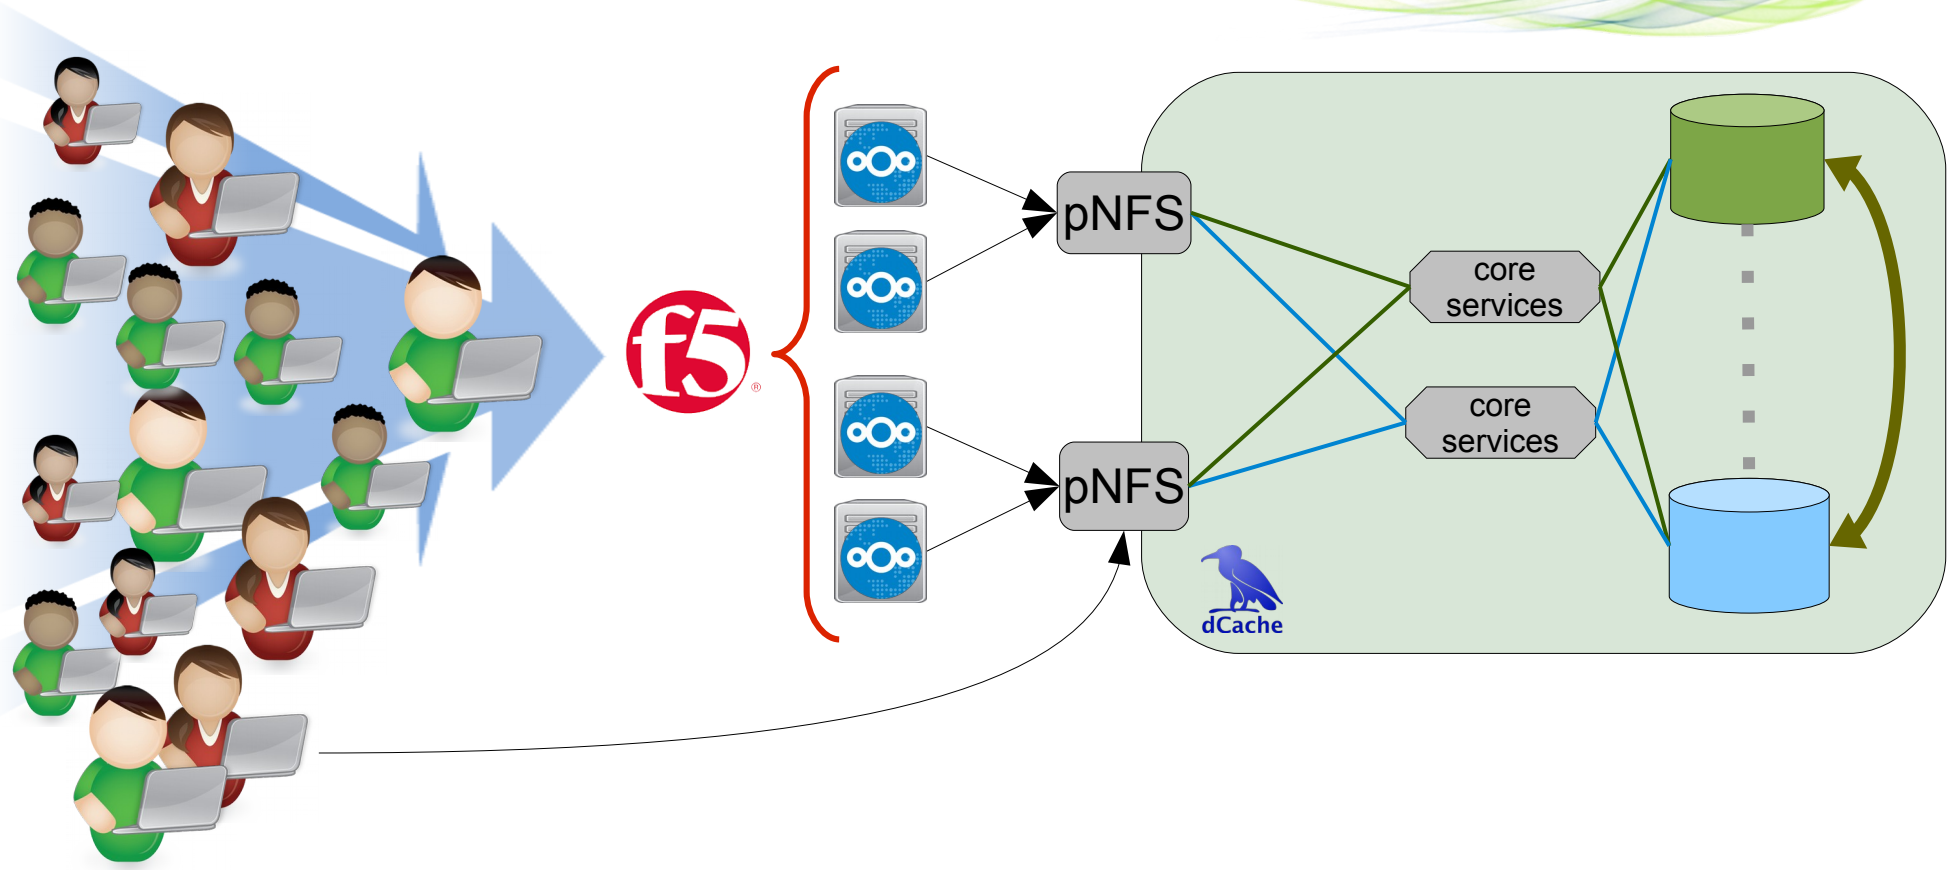 f5
®
pNFS
pNFS
core
services
core
services
dCache